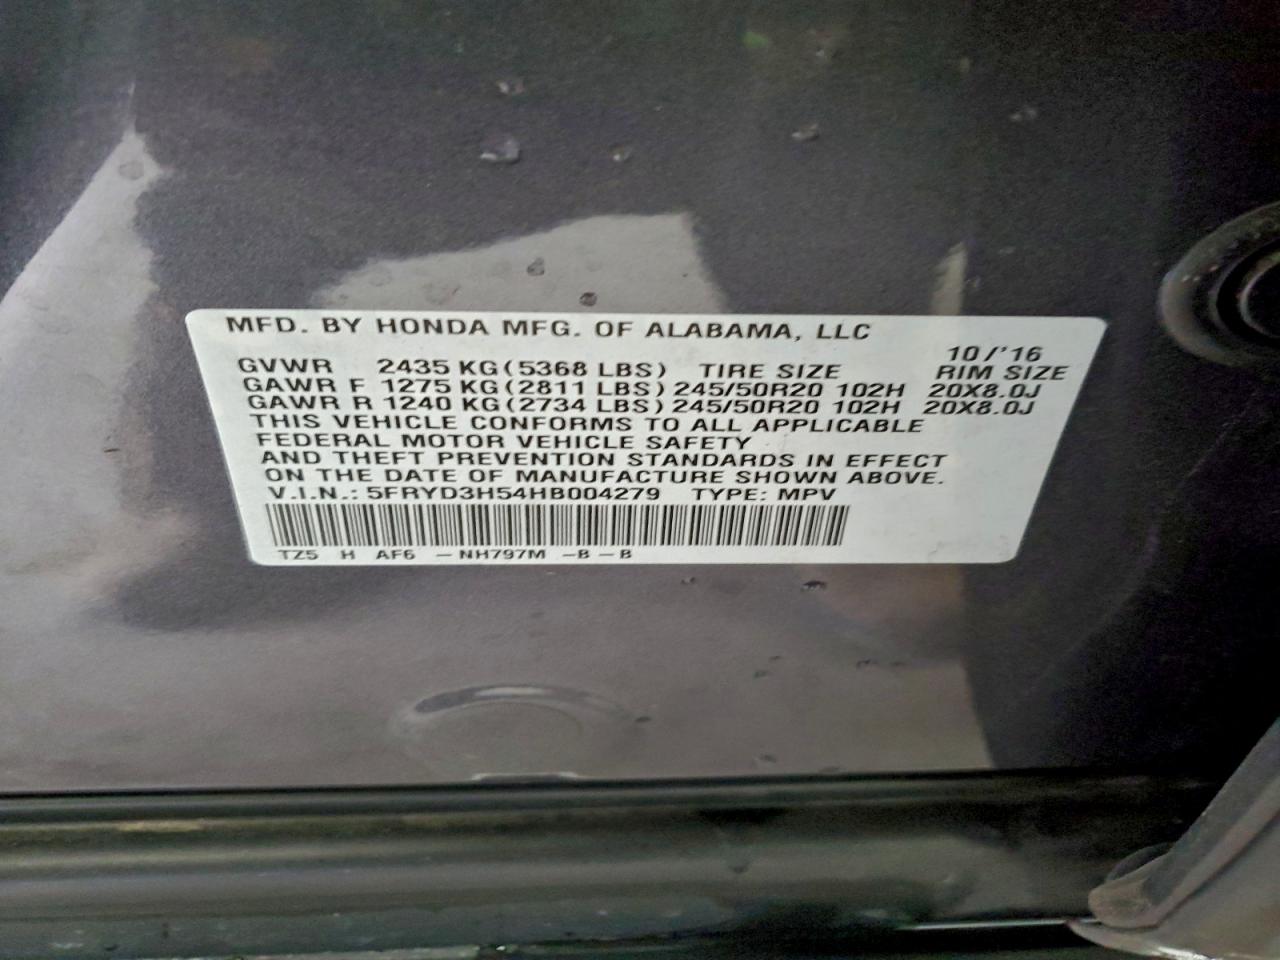 MFD. BY HONDA MFG. OF ALABAMA, LLC
10/'16
GVWR 2435 KG (5368 LBS) TIRE SIZE RIM SIZE
GAWR F 1275 KG (2811 LBS) 245/50R20 102H 20X8.0J
GAWR R 1240 KG (2734 LBS) 245/50R20 102H 20X8.0J
THIS VEHICLE CONFORMS TO ALL APPLICABLE
FEDERAL MOTOR VEHICLE SAFETY
AND THEFT PREVENTION STANDARDS IN EFFECT
ON THE DATE OF MANUFACTURE SHOWN ABOVE.
V.I.N.: 5FRYD3H54HB004279 TYPE: MPV
TZ5 H AF6 -NH797M -B-B